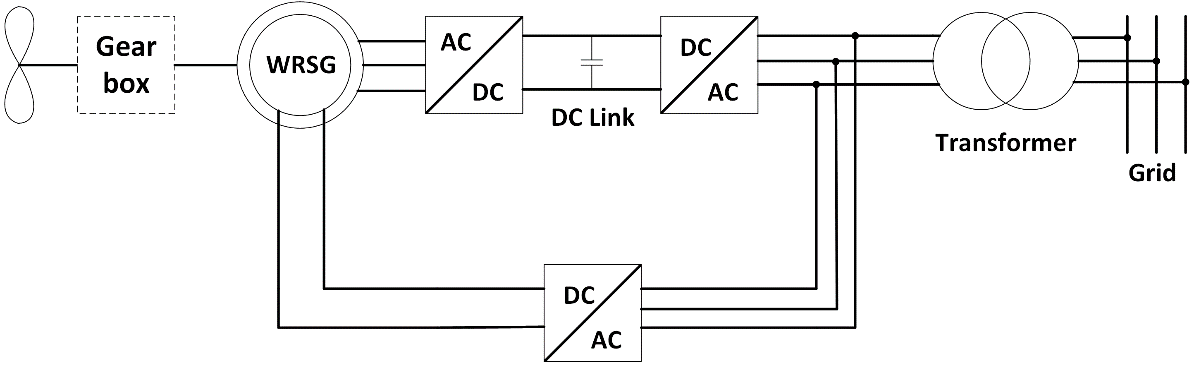 Gear
box
WRSG
AC
DC
DC Link
DC
AC
Transformer
Grid
DC
AC